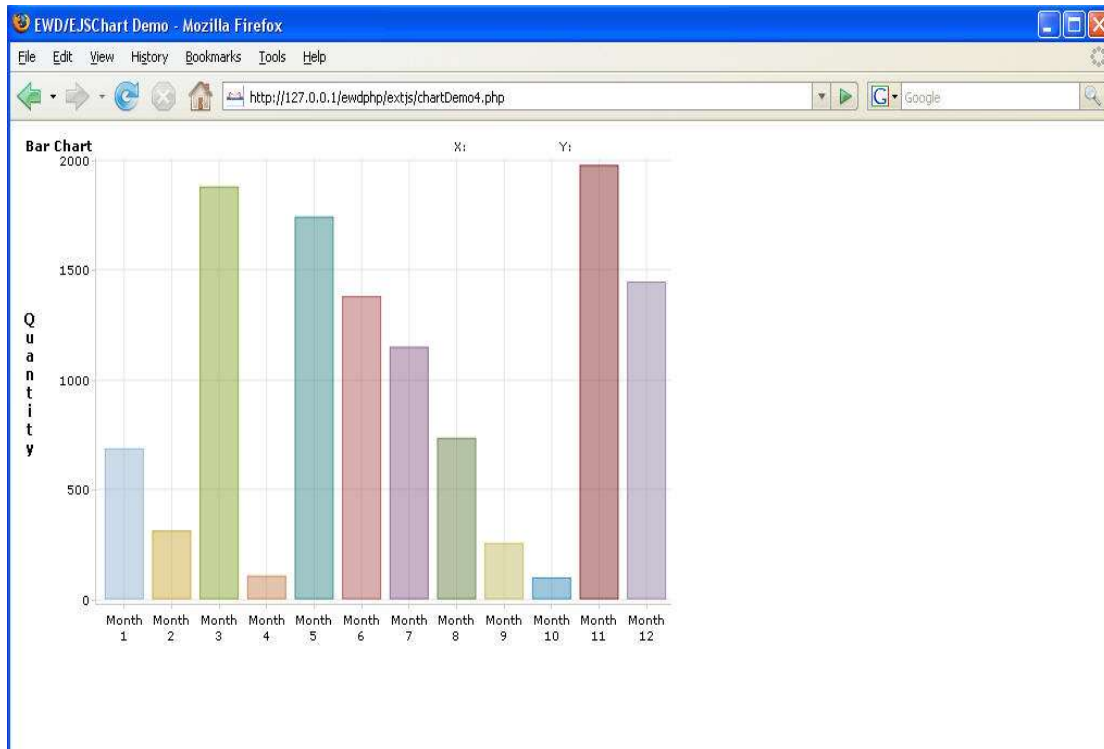 EWD/EJSChart Demo - Mozilla Firefox
File Edit View History Bookmarks Tools Help
http://127.0.0.1/ewdphp/extjs/chartDemo4.php
G Google
Bar Chart X: Y:
2000
1500
1000
500
0
Quantity
Month 1
Month 2
Month 3
Month 4
Month 5
Month 6
Month 7
Month 8
Month 9
Month 10
Month 11
Month 12